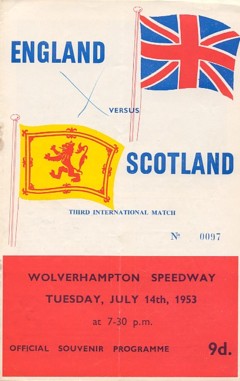 ENGLAND
VERSUS
SCOTLAND
THIRD INTERNATIONAL MATCH
Nº 0097
WOLVERHAMPTON SPEEDWAY
TUESDAY, JULY 14th, 1953
at 7-30 p.m.
OFFICIAL SOUVENIR PROGRAMME 9d.